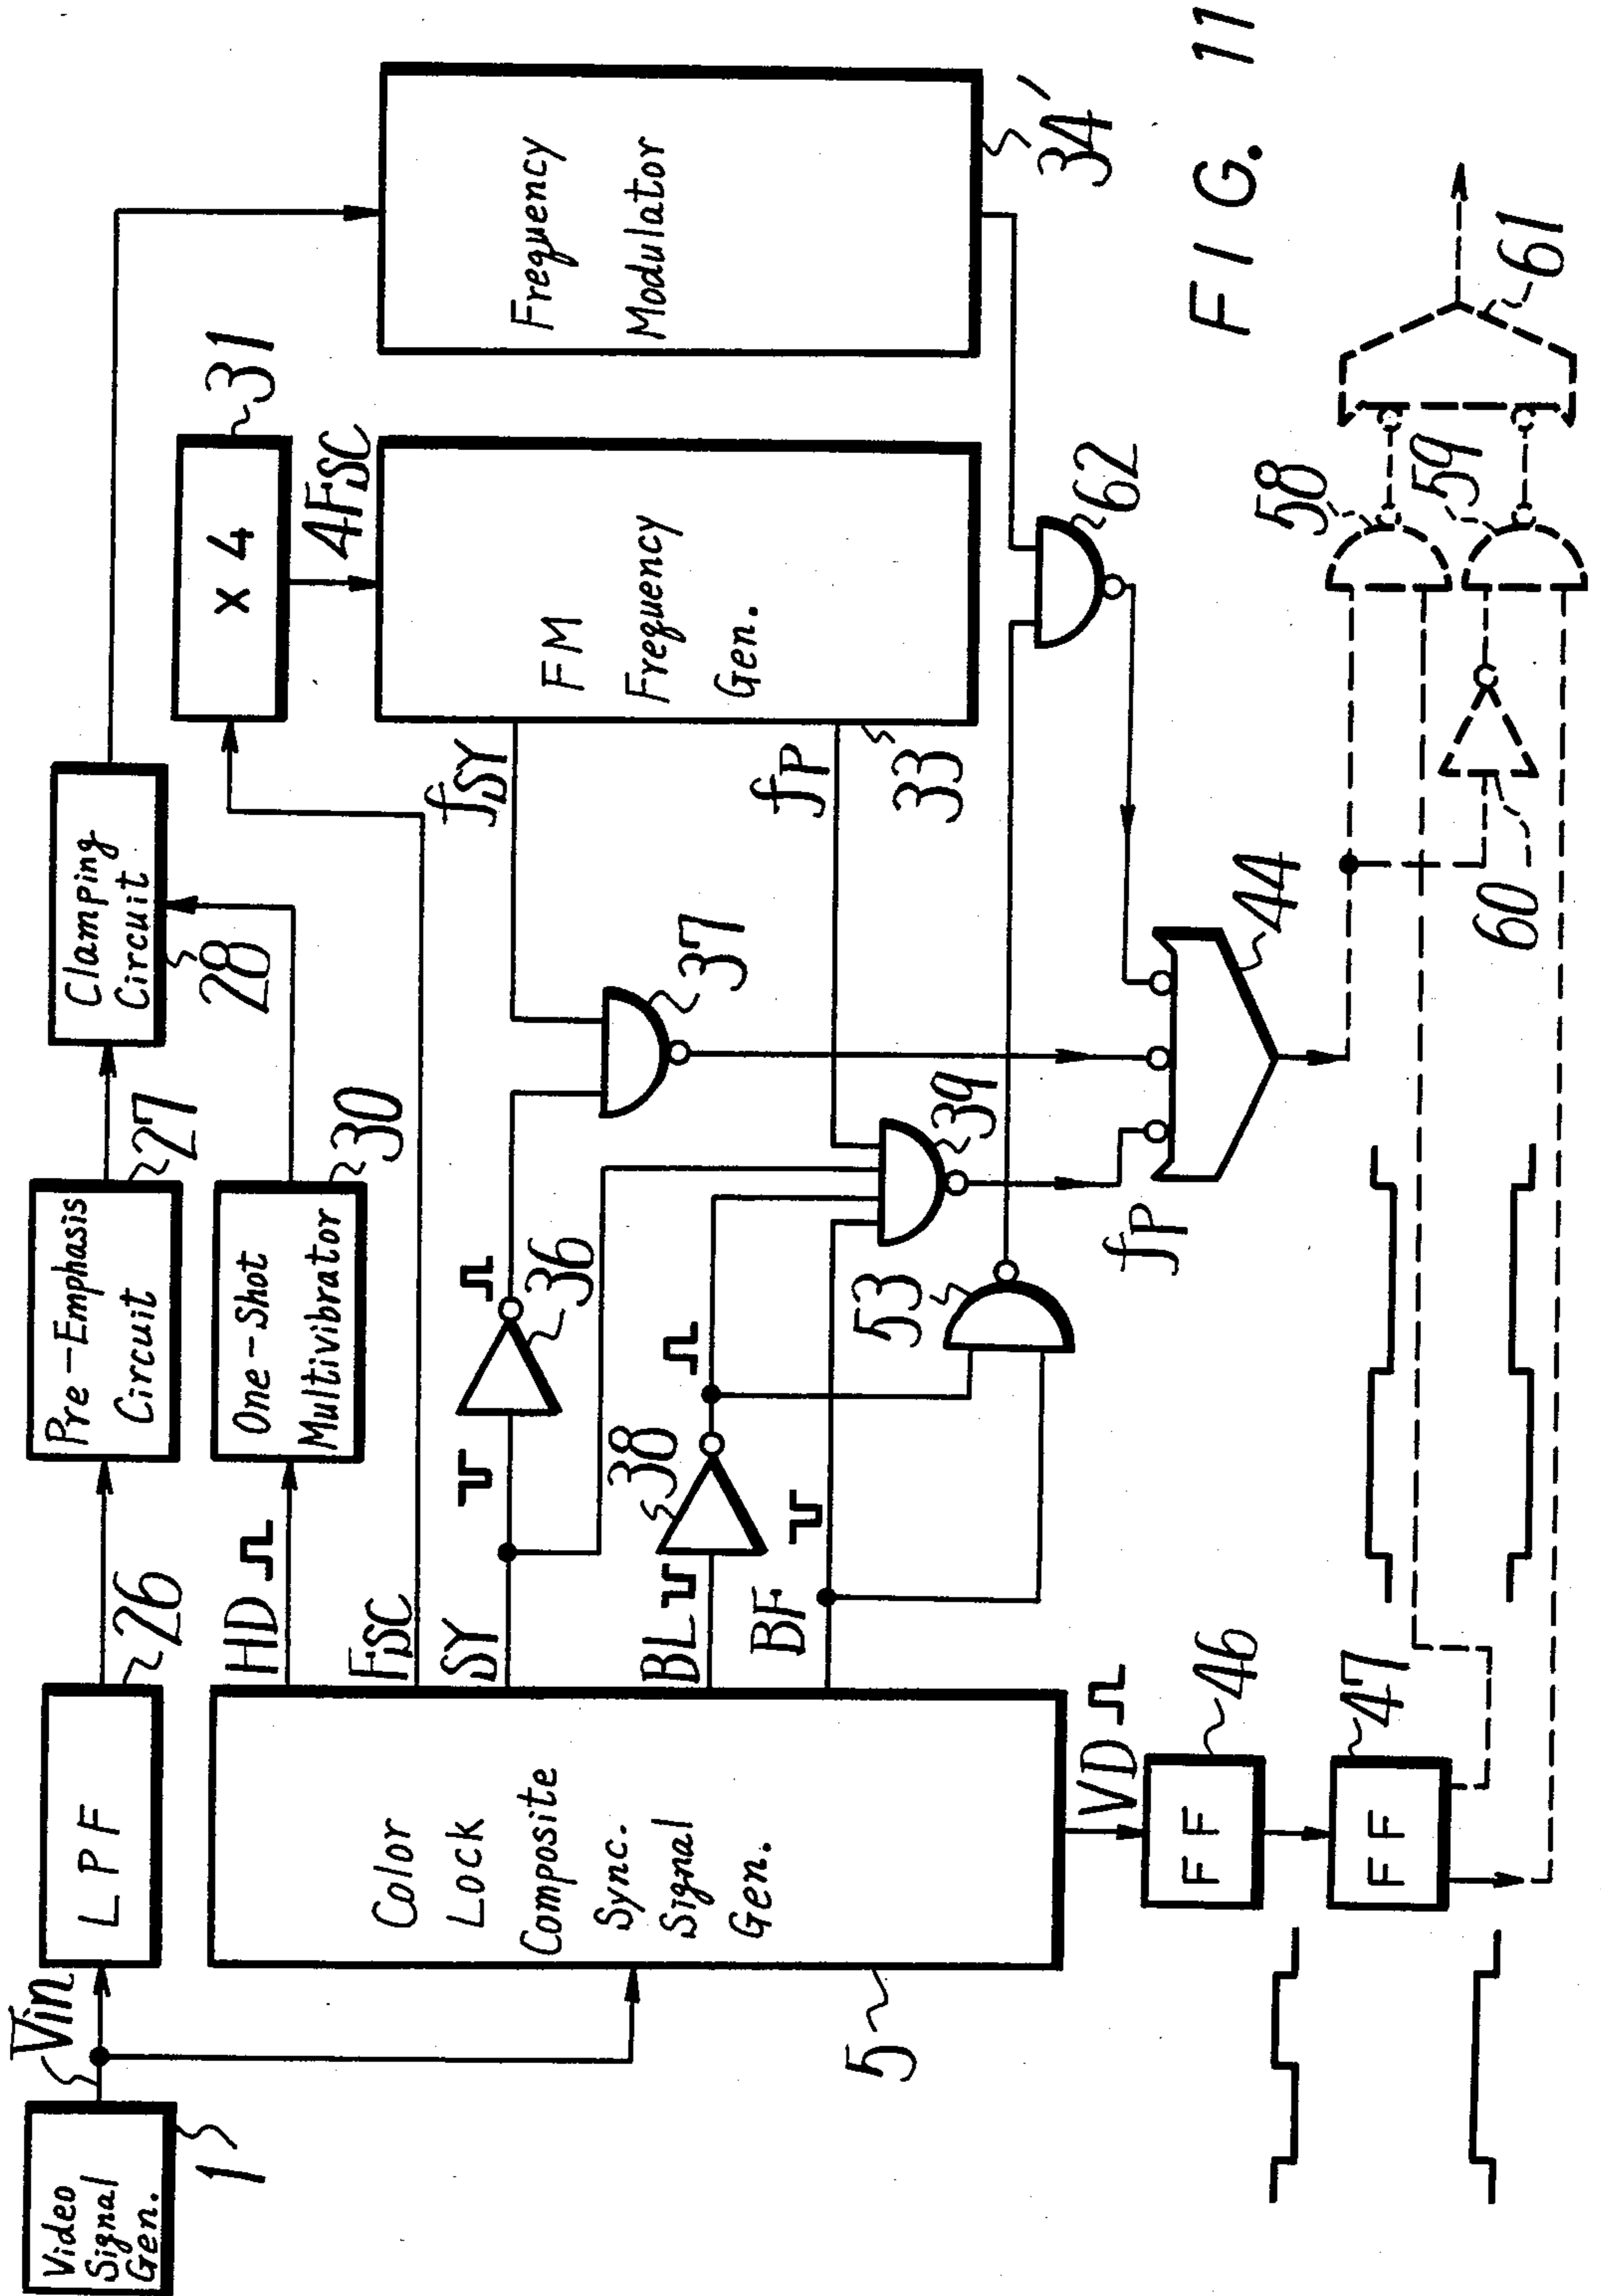 Video
Signal
Gen.
1
Vin
LPF
26
Pre-Emphasis
Circuit
27
Clamping
Circuit
28
HD
One-Shot
Multivibrator
30
FSC
x 4
31
4FSC
Color
Lock
Composite
Sync.
Signal
Gen.
5
SY
BL
BF
VD
36
38
37
39
53
fSY
fP
FM
Frequency
Gen.
33
Frequency
Modulator
34'
62
fP
44
FF
46
FF
47
58
59
60
61
FIG. 11